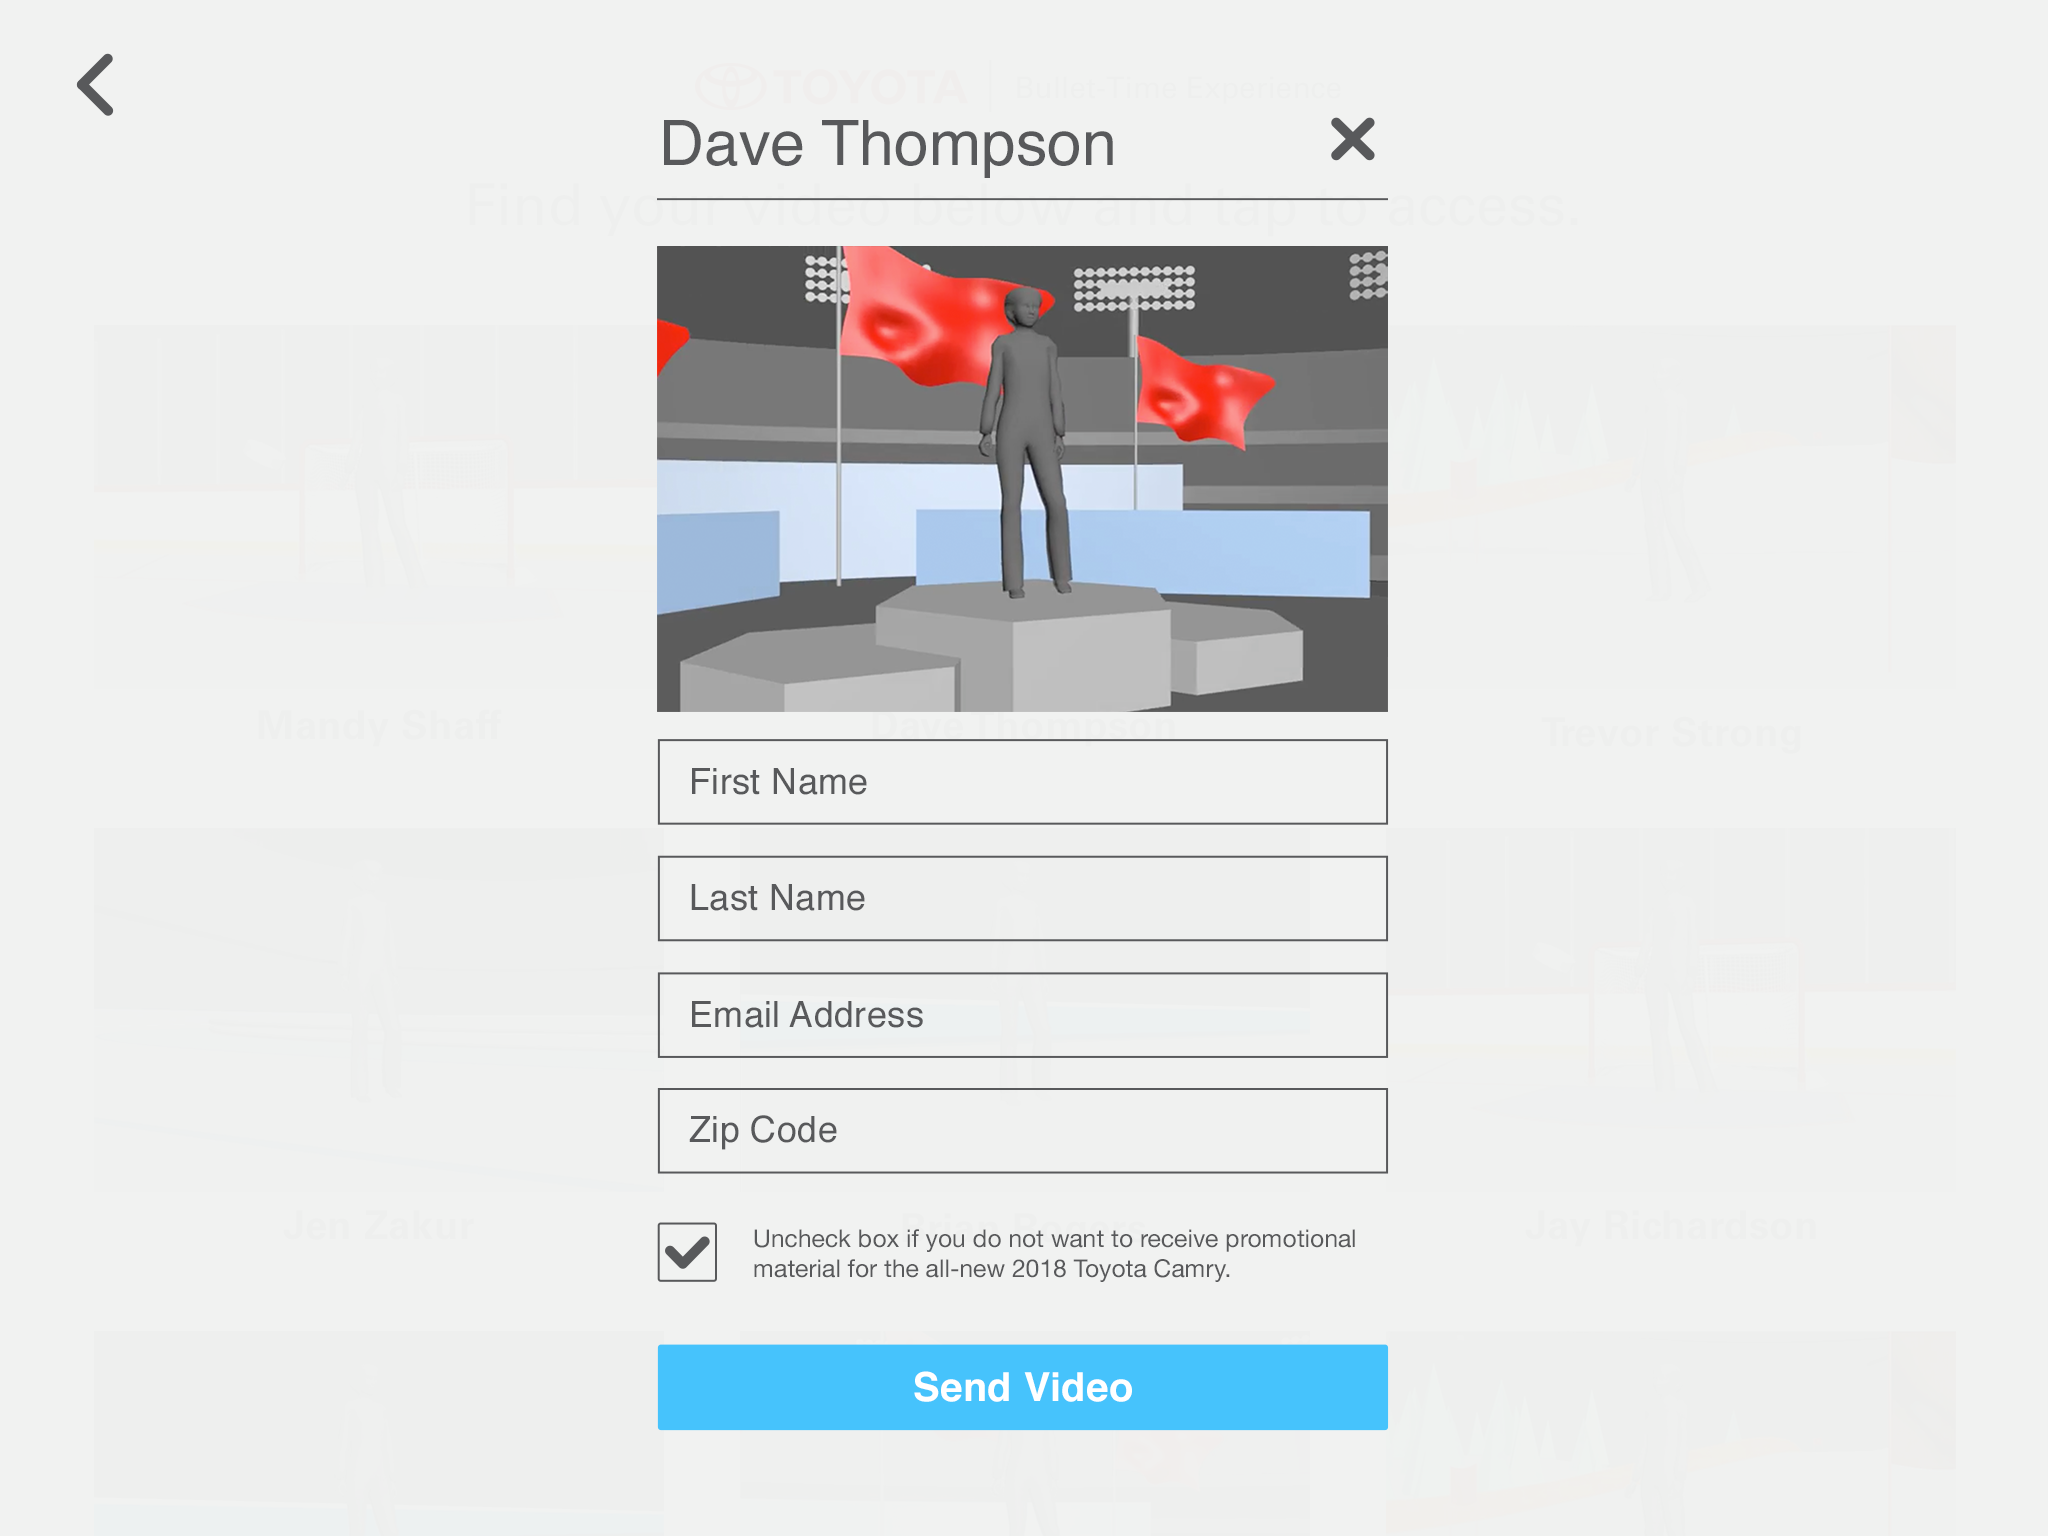 TOYOTA | Bullet-Time Experience
Dave Thompson
Find your video below and tap to access.
Mandy Shaff
Dave Thompson
Trevor Strong
First Name
Last Name
Email Address
Zip Code
Jen Zakur
Brian Rogers
Jay Richardson
Uncheck box if you do not want to receive promotional
material for the all-new 2018 Toyota Camry.
Send Video